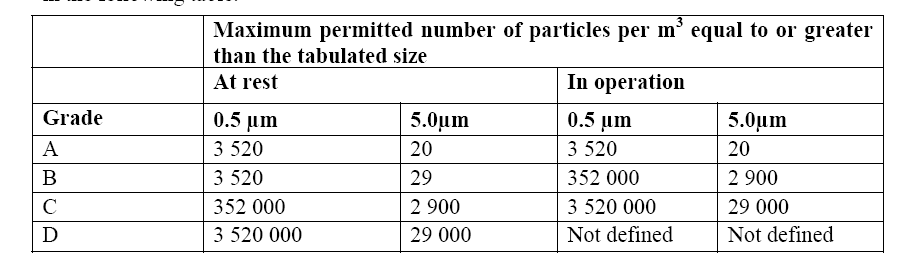 Maximum permitted number of particles per m³ equal to or greater
than the tabulated size
At rest In operation
Grade 0.5 µm 5.0µm 0.5 µm 5.0µm
A 3 520 20 3 520 20
B 3 520 29 352 000 2 900
C 352 000 2 900 3 520 000 29 000
D 3 520 000 29 000 Not defined Not defined